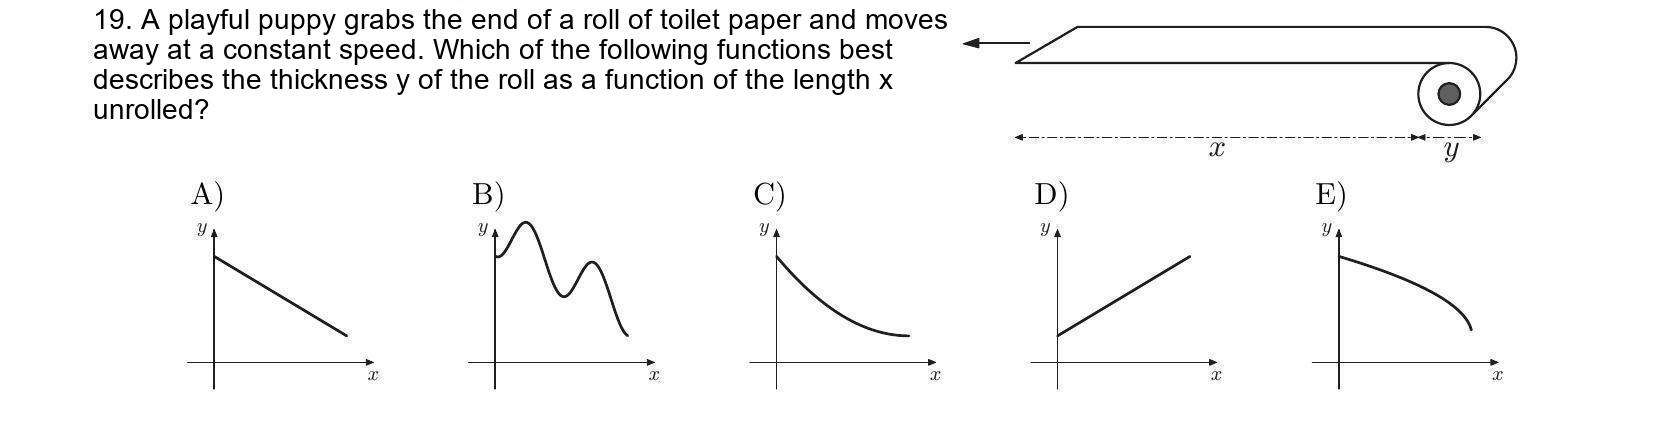 19. A playful puppy grabs the end of a roll of toilet paper and moves
away at a constant speed. Which of the following functions best
describes the thickness y of the roll as a function of the length x
unrolled?
x
y
A)
B)
C)
D)
E)
y
y
y
y
y
x
x
x
x
x